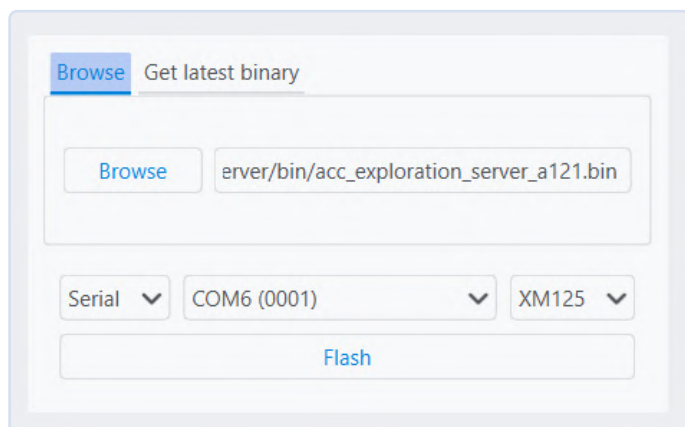 Browse Get latest binary
Browse erver/bin/acc_exploration_server_a121.bin
Serial COM6 (0001) XM125
Flash